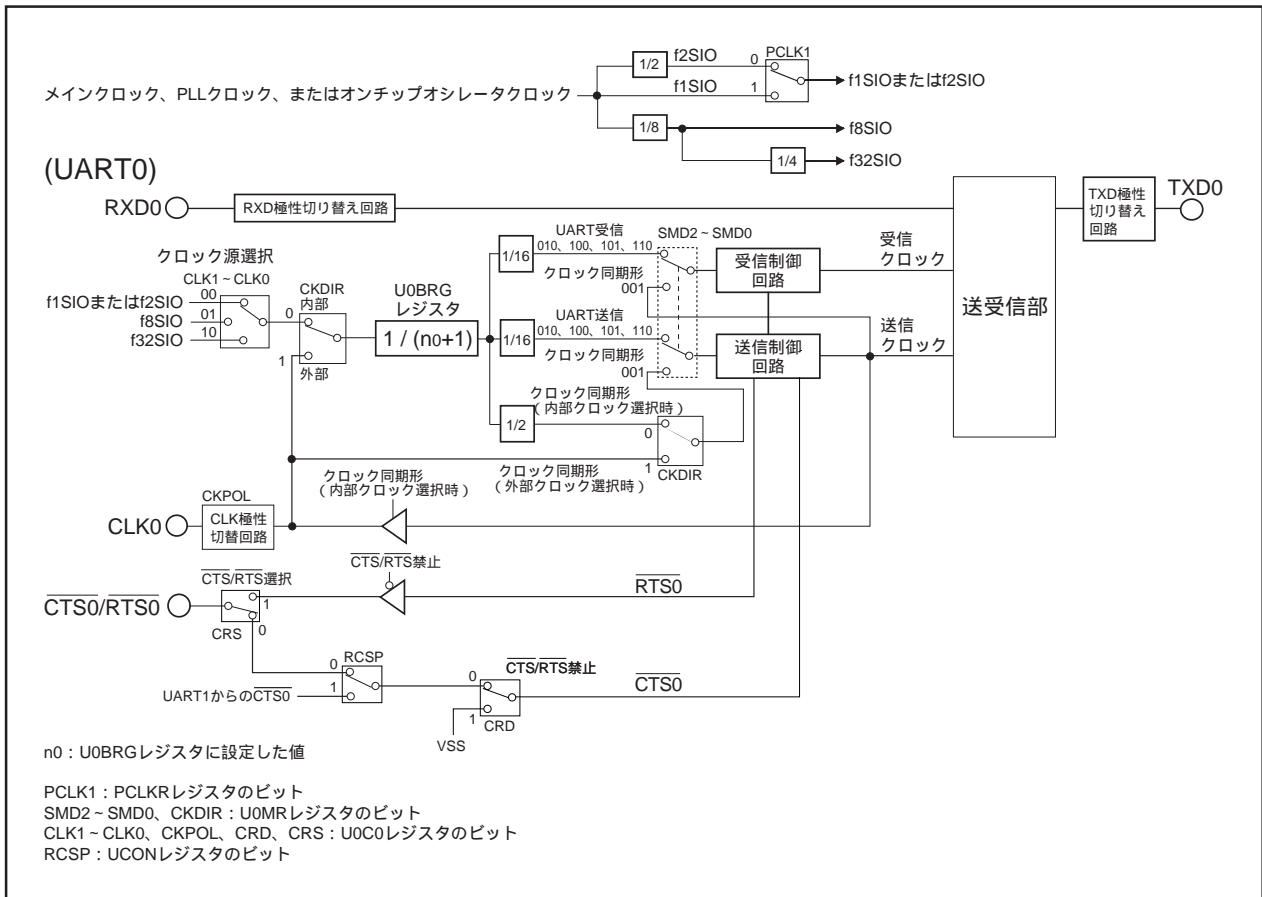 1/2
f2SIO
0
PCLK1
f1SIOまたはf2SIO
メインクロック、PLLクロック、またはオンチップオシレータクロック
f1SIO
1
1/8
f8SIO
1/4
f32SIO
(UART0)
RXD0
RXD極性切り替え回路
TXD極性
切り替え
回路
TXD0
クロック源選択
CLK1~CLK0
f1SIOまたはf2SIO
00
f8SIO
01
f32SIO
10
CKDIR
内部
0
1
外部
U0BRG
レジスタ
1 / (n0+1)
1/16
UART受信
010、100、101、110
クロック同期形
001
SMD2~SMD0
受信制御
回路
受信
クロック
送受信部
1/16
UART送信
010、100、101、110
クロック同期形
001
送信制御
回路
送信
クロック
1/2
クロック同期形
(内部クロック選択時)
0
1
CKDIR
クロック同期形
(内部クロック選択時)
クロック同期形
(外部クロック選択時)
CLK0
CKPOL
CLK極性
切替回路
CTS/RTS禁止
CTS/RTS選択
CTS0/RTS0
1
0
CRS
RTS0
RCSP
0
1
UART1からのCTS0
CTS/RTS禁止
0
1
CRD
VSS
CTS0
n0:U0BRGレジスタに設定した値
PCLK1:PCLKRレジスタのビット
SMD2~SMD0、CKDIR:U0MRレジスタのビット
CLK1~CLK0、CKPOL、CRD、CRS:U0C0レジスタのビット
RCSP:UCONレジスタのビット